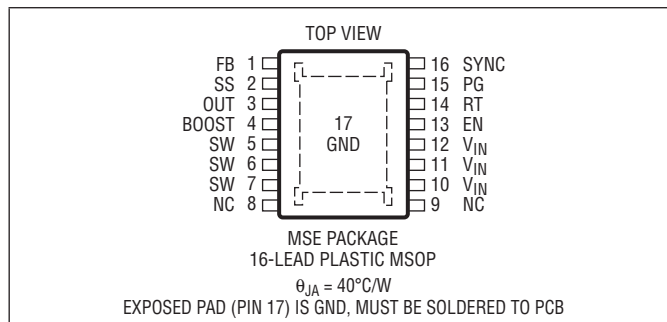 TOP VIEW
FB 1
SS 2
OUT 3
BOOST 4
SW 5
SW 6
SW 7
NC 8
17
GND
16 SYNC
15 PG
14 RT
13 EN
12 VIN
11 VIN
10 VIN
9 NC
MSE PACKAGE
16-LEAD PLASTIC MSOP
θJA = 40°C/W
EXPOSED PAD (PIN 17) IS GND, MUST BE SOLDERED TO PCB